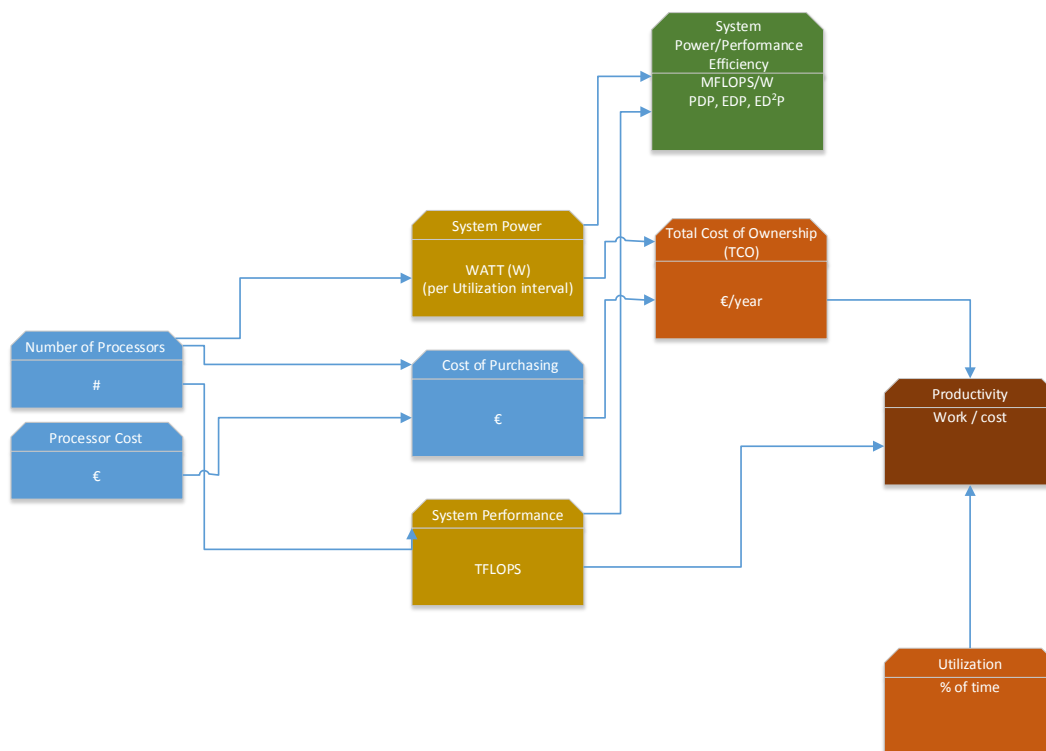 System
Power/Performance
Efficiency
MFLOPS/W
PDP, EDP, ED²P
System Power
WATT (W)
(per Utilization interval)
Total Cost of Ownership
(TCO)
€/year
Number of Processors
#
Cost of Purchasing
€
Processor Cost
€
Productivity
Work / cost
System Performance
TFLOPS
Utilization
% of time